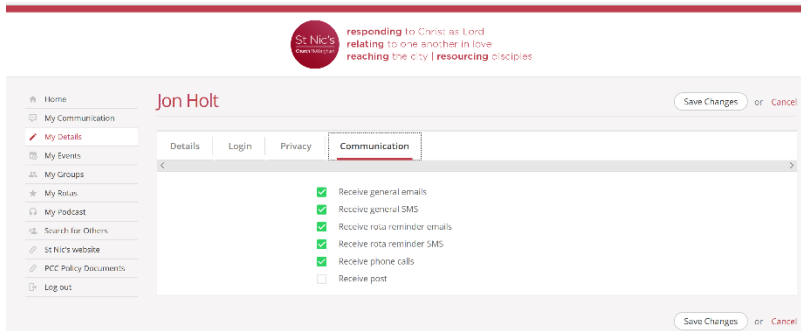 St Nic's
Church Nottingham
responding to Christ as Lord
relating to one another in love
reaching the city | resourcing disciples
Jon Holt
Save Changes or Cancel
Home
My Communication
My Details
My Events
My Groups
My Rotas
My Podcast
Search for Others
St Nic's website
PCC Policy Documents
Log out
Details Login Privacy Communication
Receive general emails
Receive general SMS
Receive rota reminder emails
Receive rota reminder SMS
Receive phone calls
Receive post
Save Changes or Cancel